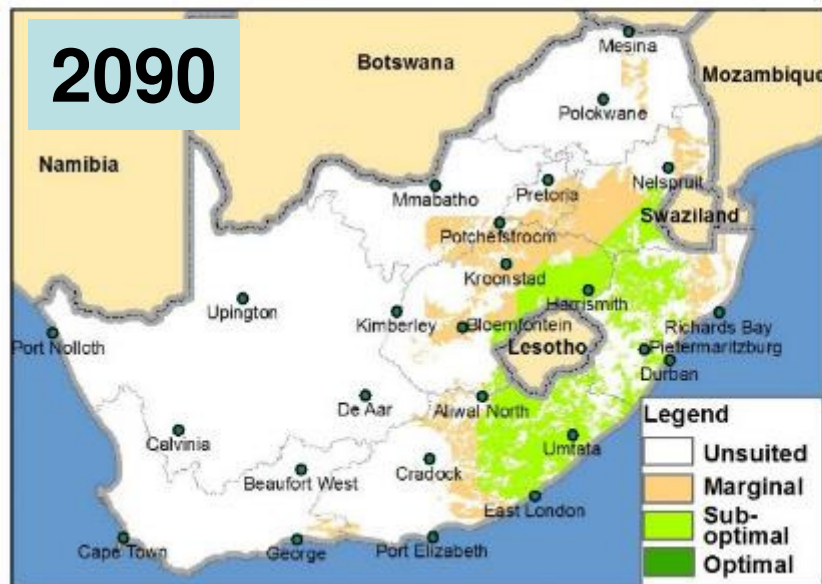 2090
Botswana
Mesina
Mozambique
Polokwane
Namibia
Mmabatho
Pretoria
Nelspruit
Swaziland
Potchefstroom
Kroonstad
Upington
Kimberley
Bloemfontein
Harrismith
Richards Bay
Port Nolloth
Lesotho
Pietermaritzburg
Durban
De Aar
Aliwal North
Calvinia
Umtata
Beaufort West
Cradock
East London
Cape Town
George
Port Elizabeth
Legend
Unsuited
Marginal
Sub-
optimal
Optimal